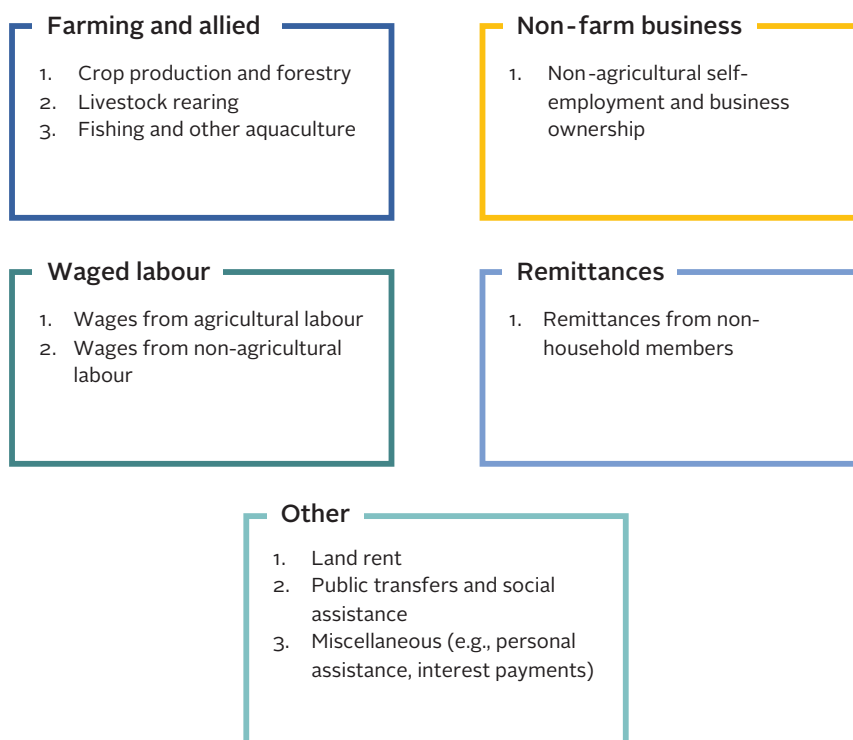 Farming and allied
1. Crop production and forestry
2. Livestock rearing
3. Fishing and other aquaculture
Non-farm business
1. Non-agricultural self-
employment and business
ownership
Waged labour
1. Wages from agricultural labour
2. Wages from non-agricultural
labour
Remittances
1. Remittances from non-
household members
Other
1. Land rent
2. Public transfers and social
assistance
3. Miscellaneous (e.g., personal
assistance, interest payments)